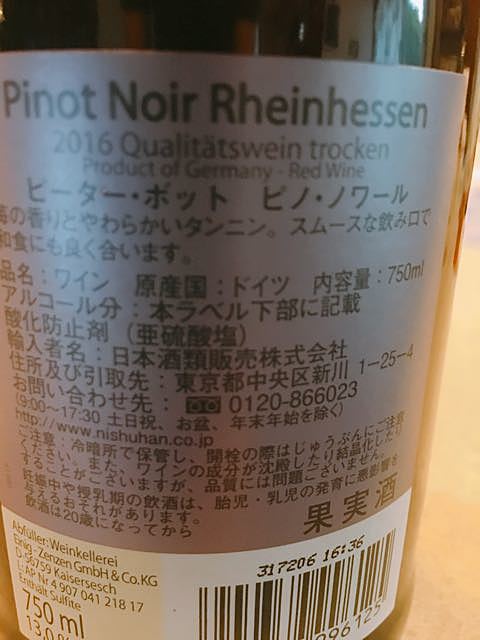 Pinot Noir Rheinhessen
2016 Qualitätswein trocken
Product of Germany - Red Wine
ピーター・ポット ピノ・ノワール
苺の香りとやわらかいタンニン。スムースな飲み口で
和食にも良く合います。
品名：ワイン 原産国：ドイツ 内容量：750ml
アルコール分：本ラベル下部に記載
酸化防止剤（亜硫酸塩）
輸入者名：日本酒類販売株式会社
住所及び引取先：東京都中央区新川 1-25-4
お問い合わせ先： 0120-866023
(9:00～17:30 土日祝、お盆、年末年始を除く)
http://www.nishuhan.co.jp
ご注意：冷暗所で保管し、開栓の際はじゅうぶんにご注意
ください。また、ワインの成分が沈殿したり結晶化したり
することがございますが、品質には問題ございません。
妊娠中や授乳期の飲酒は、胎児・乳児の発育に悪影響を
与えるおそれがあります。
飲酒は20歳になってから
果実酒
Abfüller: Weinkellerei
Einig - Zenzen GmbH & Co.KG
D-56759 Kaisersesch
L- AP Nr 4 907 041 218 17
Enthält Sulfite
750 ml
13,0
317206 16:36
096125